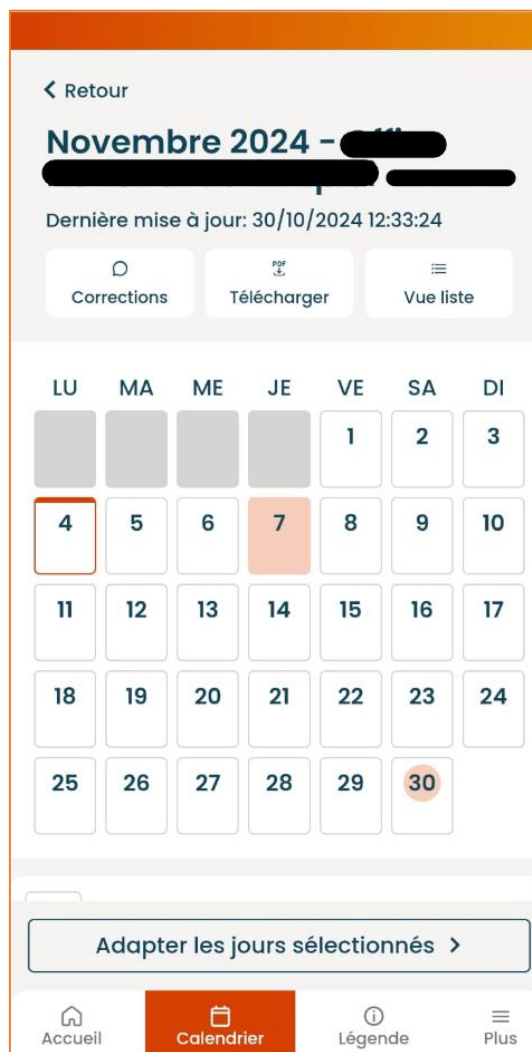 Retour
Novembre 2024 -
Dernière mise à jour: 30/10/2024 12:33:24
Corrections
PDF
Télécharger
Vue liste
LU MA ME JE VE SA DI
1 2 3
4 5 6 7 8 9 10
11 12 13 14 15 16 17
18 19 20 21 22 23 24
25 26 27 28 29 30
Adapter les jours sélectionnés >
Accueil Calendrier Légende Plus